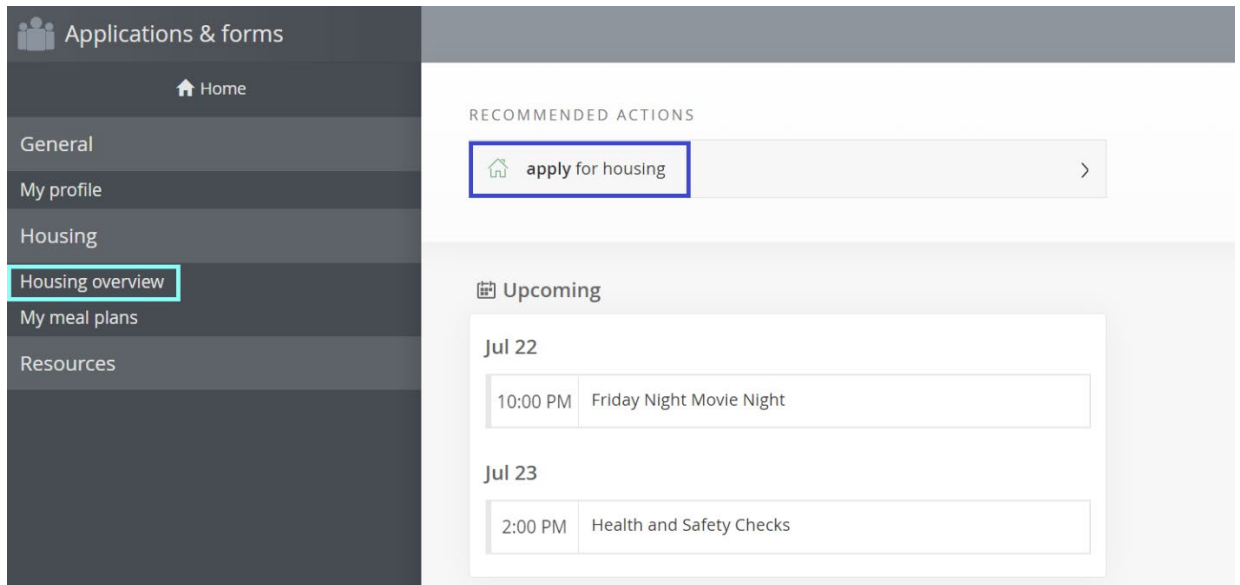 Applications & forms
Home
General
My profile
Housing
Housing overview
My meal plans
Resources
RECOMMENDED ACTIONS
apply for housing
Upcoming
Jul 22
10:00 PM Friday Night Movie Night
Jul 23
2:00 PM Health and Safety Checks